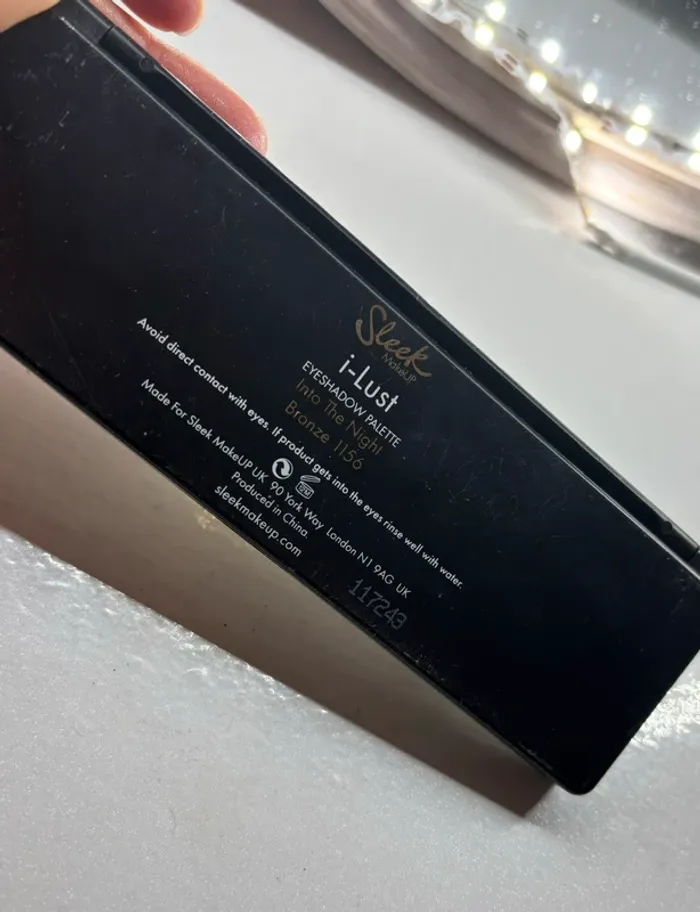 Sleek
MakeUP
i-Lust
EYESHADOW PALETTE
Into The Night
Bronze 1156
Avoid direct contact with eyes. If product gets into the eyes rinse well with water.
Made For Sleek MakeUP UK 90 York Way London N1 9AG UK
Produced in China.
sleekmakeup.com
117243